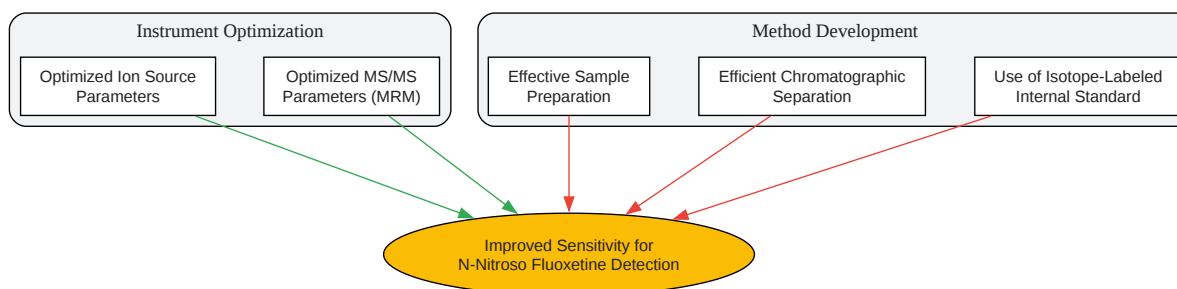 Instrument Optimization
Optimized Ion Source
Parameters
Optimized MS/MS
Parameters (MRM)
Method Development
Effective Sample
Preparation
Efficient Chromatographic
Separation
Use of Isotope-Labeled
Internal Standard
Improved Sensitivity for
N-Nitroso Fluoxetine Detection